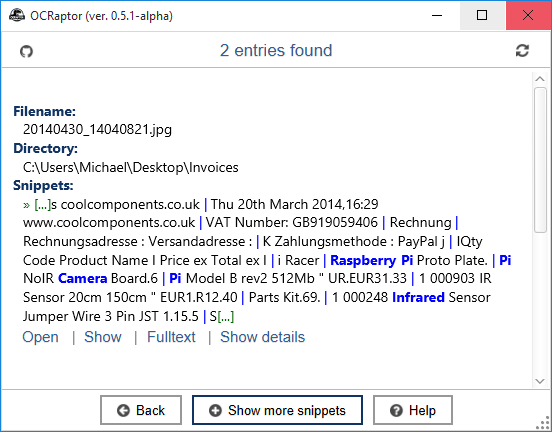 OCRaptor (ver. 0.5.1-alpha)
2 entries found
Filename:
20140430_14040821.jpg
Directory:
C:\Users\Michael\Desktop\Invoices
Snippets:
» [...]s coolcomponents.co.uk | Thu 20th March 2014,16:29
www.coolcomponents.co.uk | VAT Number: GB919059406 | Rechnung |
Rechnungsadresse : Versandadresse : | K Zahlungsmethode : PayPal j | IQty
Code Product Name I Price ex Total ex I | i Racer | Raspberry Pi Proto Plate. | Pi
NoIR Camera Board.6 | Pi Model B rev2 512Mb " UR.EUR31.33 | 1 000903 IR
Sensor 20cm 150cm " EUR1.R12.40 | Parts Kit.69. | 1 000248 Infrared Sensor
Jumper Wire 3 Pin JST 1.15.5 | S[...]
Open | Show | Fulltext | Show details
Back Show more snippets Help